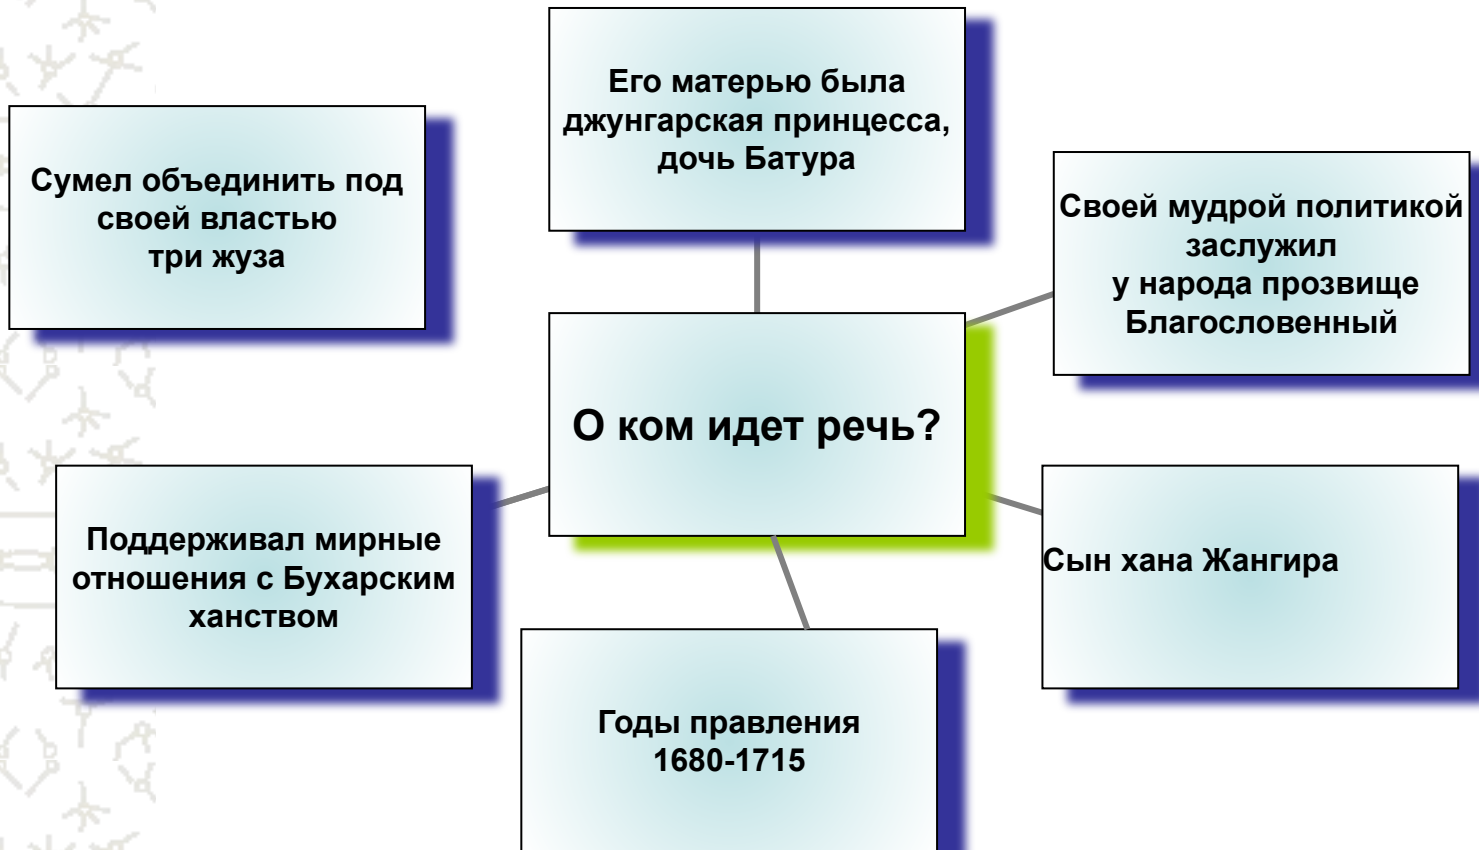 Его матерью была
джунгарская принцесса,
дочь Батура
Сумел объединить под
своей властью
три жуза
Своей мудрой политикой
заслужил
у народа прозвище
Благословенный
О ком идет речь?
Поддерживал мирные
отношения с Бухарским
ханством
Сын хана Жангира
Годы правления
1680-1715